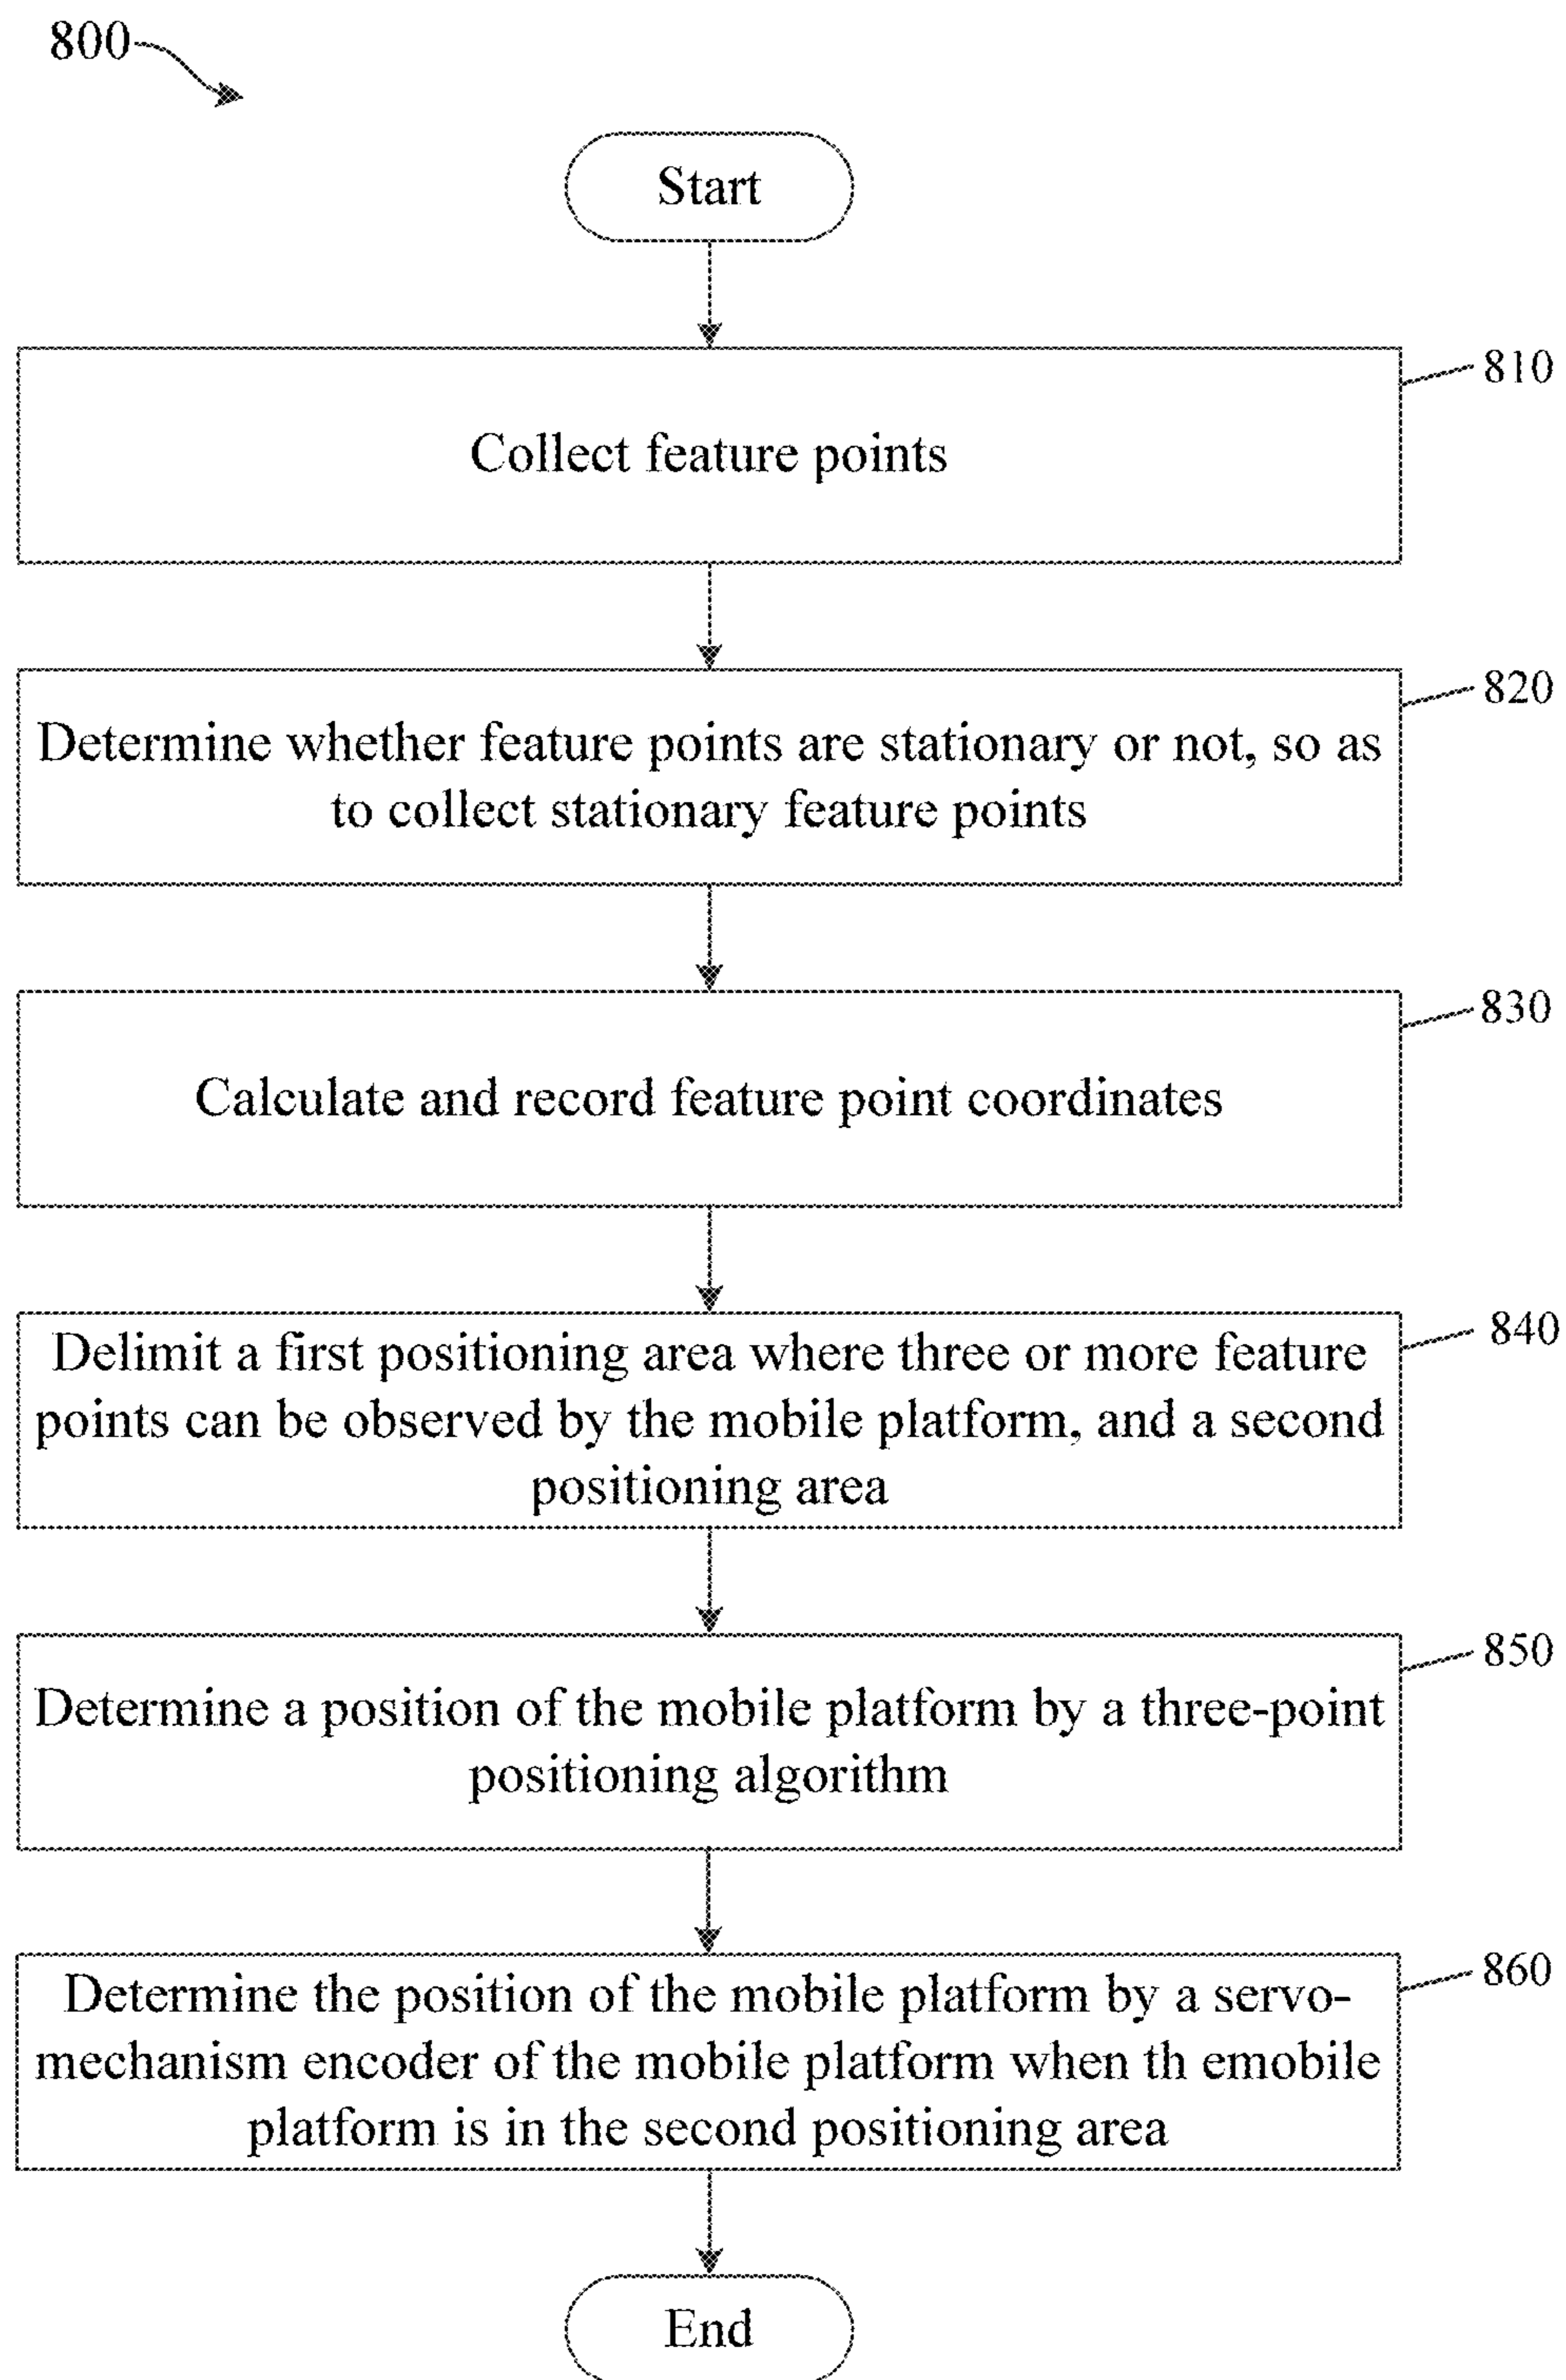 800
Start
810
Collect feature points
820
Determine whether feature points are stationary or not, so as
to collect stationary feature points
830
Calculate and record feature point coordinates
840
Delimit a first positioning area where three or more feature
points can be observed by the mobile platform, and a second
positioning area
850
Determine a position of the mobile platform by a three-point
positioning algorithm
860
Determine the position of the mobile platform by a servo-
mechanism encoder of the mobile platform when th emobile
platform is in the second positioning area
End